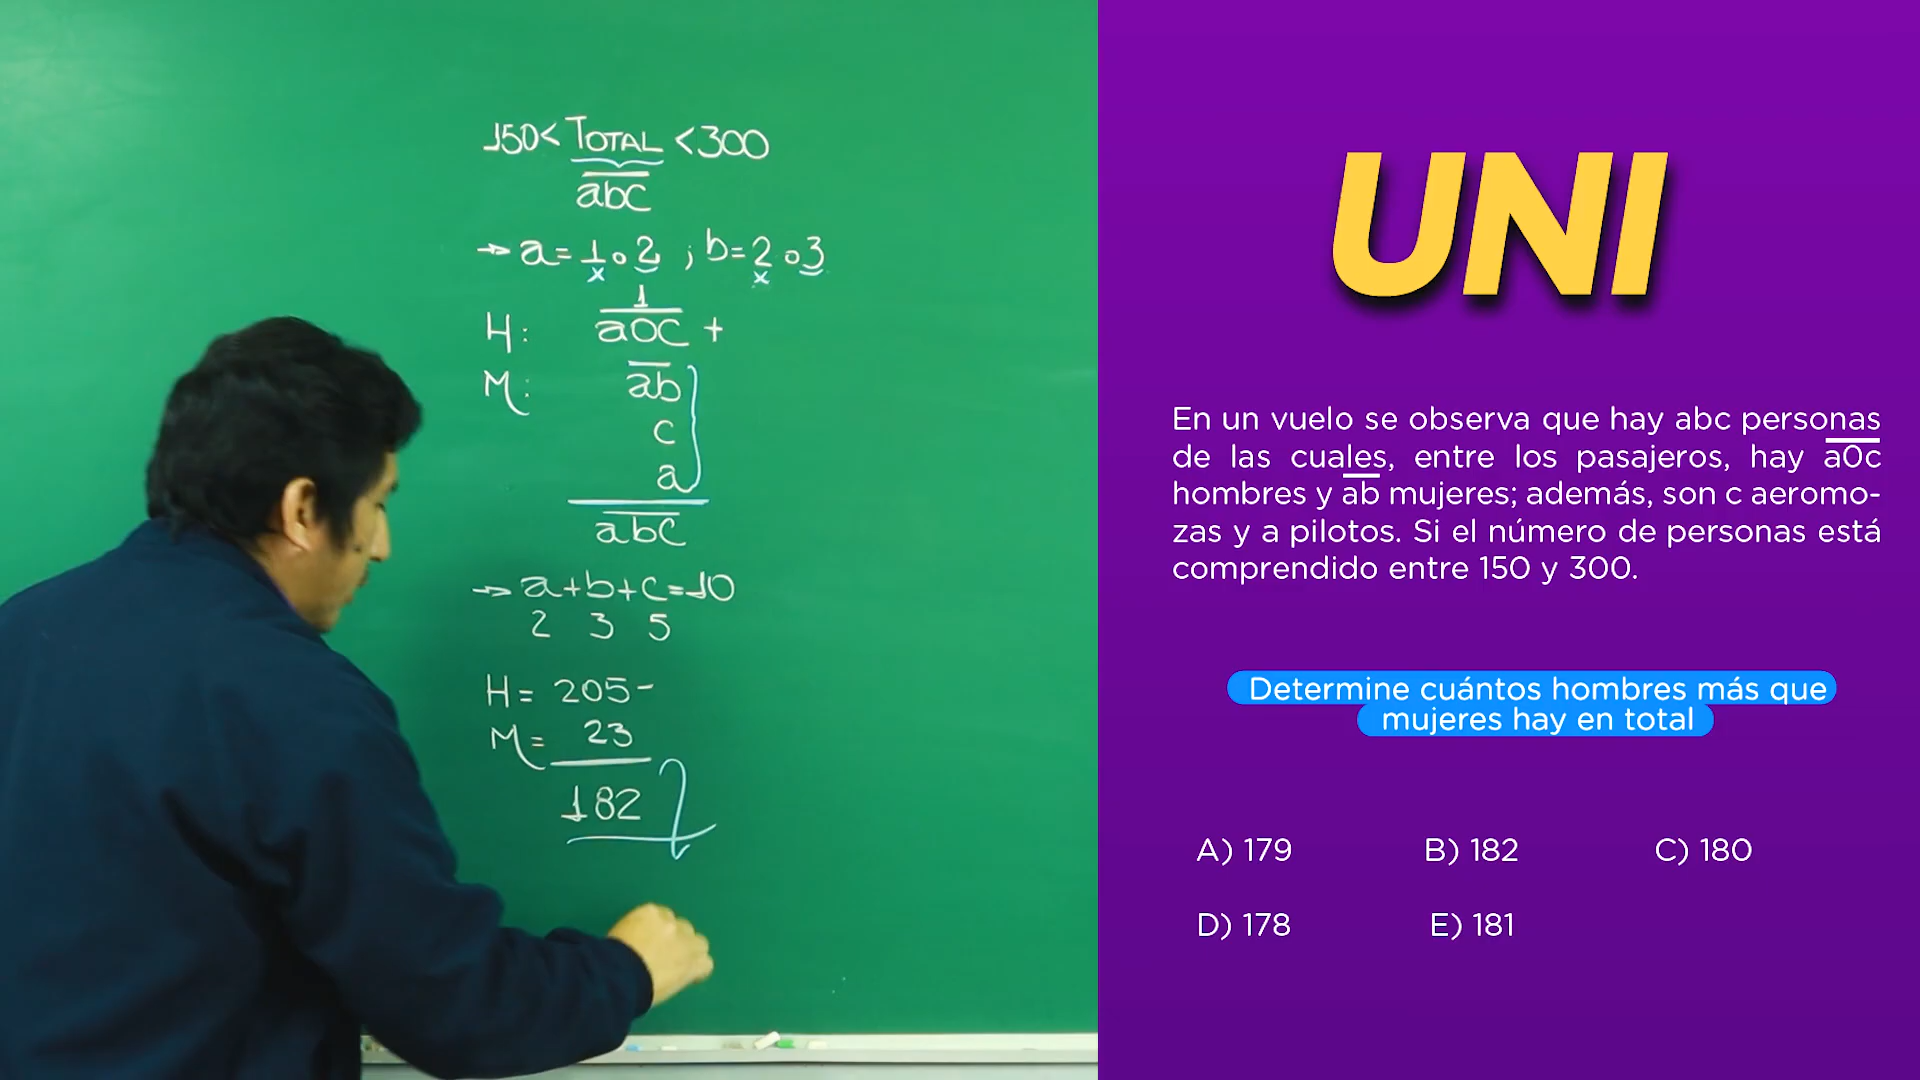 150< TOTAL <300
abc
→ a= 1 o 2 ; b= 2 o 3
x x
1
H: a0c +
M: ab
c
a
abc
→ a+b+c=10
2 3 5
H= 205-
M= 23
182
UNI
En un vuelo se observa que hay abc personas
de las cuales, entre los pasajeros, hay a0c
hombres y ab mujeres; además, son c aeromo-
zas y a pilotos. Si el número de personas está
comprendido entre 150 y 300.
Determine cuántos hombres más que
mujeres hay en total
A) 179 B) 182 C) 180
D) 178 E) 181